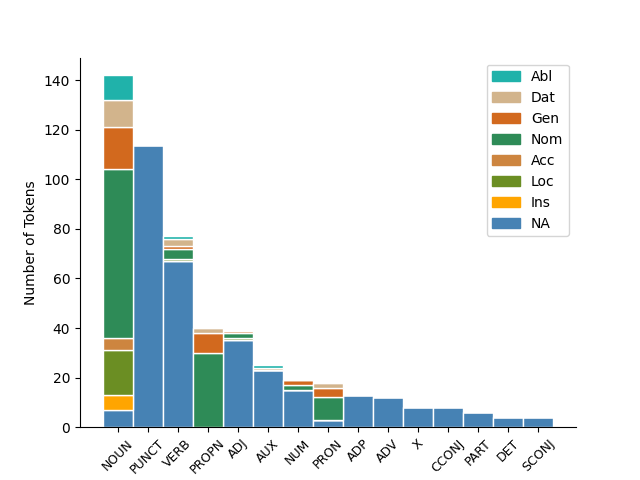 140
120
100
80
60
40
20
0
Number of Tokens
Abl
Dat
Gen
Nom
Acc
Loc
Ins
NA
NOUN
PUNCT
VERB
PROPN
ADJ
AUX
NUM
PRON
ADP
ADV
X
CCONJ
PART
DET
SCONJ